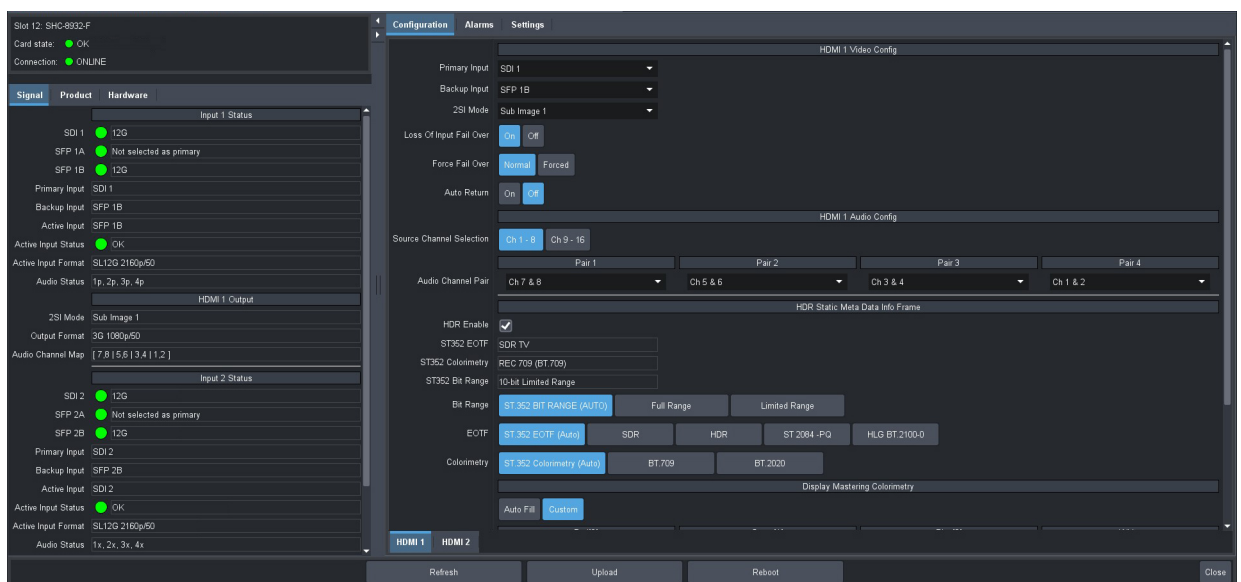 Slot 12: SHC-8932-F
Card state: OK
Connection: ONLINE
Signal Product Hardware
Input 1 Status
SDI 1 12G
SFP 1A Not selected as primary
SFP 1B 12G
Primary Input SDI 1
Backup Input SFP 1B
Active Input SFP 1B
Active Input Status OK
Active Input Format SL12G 2160p/50
Audio Status 1p, 2p, 3p, 4p
HDMI 1 Output
2SI Mode Sub Image 1
Output Format 3G 1080p/50
Audio Channel Map [ 7,8 | 5,6 | 3,4 | 1,2 ]
Input 2 Status
SDI 2 12G
SFP 2A Not selected as primary
SFP 2B 12G
Primary Input SDI 2
Backup Input SFP 2B
Active Input SDI 2
Active Input Status OK
Active Input Format SL12G 2160p/50
Audio Status 1x, 2x, 3x, 4x
Configuration Alarms Settings
HDMI 1 Video Config
Primary Input SDI 1
Backup Input SFP 1B
2SI Mode Sub Image 1
Loss Of Input Fail Over On Off
Force Fail Over Normal Forced
Auto Return On Off
HDMI 1 Audio Config
Source Channel Selection Ch 1 - 8 Ch 9 - 16
Pair 1 Pair 2 Pair 3 Pair 4
Audio Channel Pair Ch 7 & 8 Ch 5 & 6 Ch 3 & 4 Ch 1 & 2
HDR Static Meta Data Info Frame
HDR Enable
ST352 EOTF SDR TV
ST352 Colorimetry REC 709 (BT.709)
ST352 Bit Range 10-bit Limited Range
Bit Range ST.352 BIT RANGE (AUTO) Full Range Limited Range
EOTF ST.352 EOTF (Auto) SDR HDR ST.2084 -PQ HLG BT.2100-0
Colorimetry ST.352 Colorimetry (Auto) BT.709 BT.2020
Display Mastering Colorimetry
Auto Fill Custom
HDMI 1 HDMI 2
Refresh Upload Reboot Close